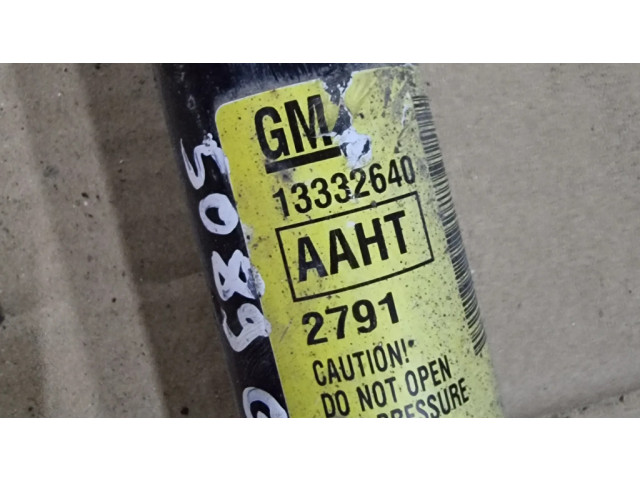 GM
13332640
AAHT
2791
CAUTION!
DO NOT OPEN
PRESSURE